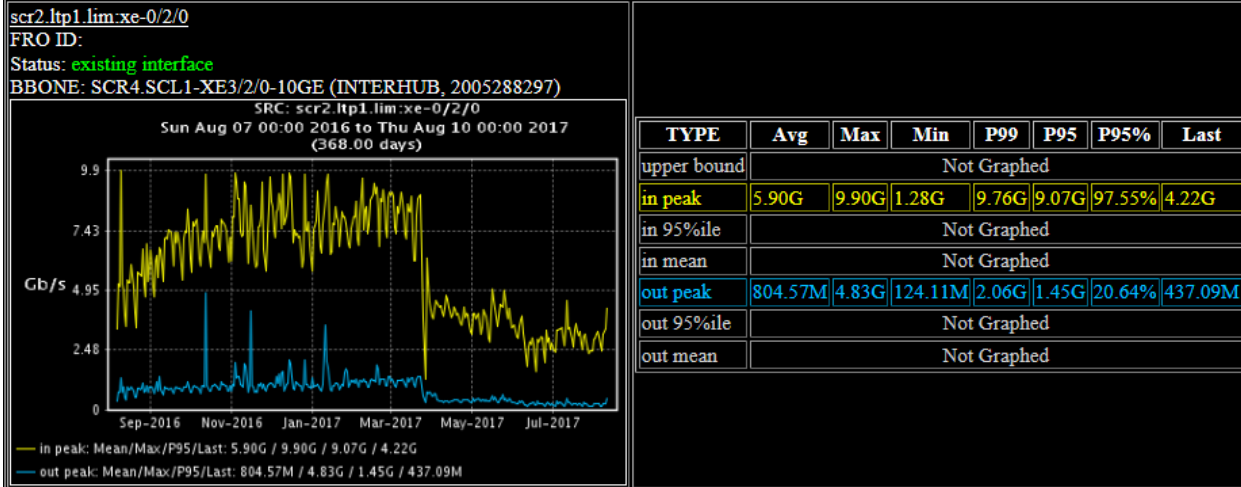 scr2.ltp1.lim:xe-0/2/0
FRO ID:
Status: existing interface
BBONE: SCR4.SCL1-XE3/2/0-10GE (INTERHUB, 2005288297)
SRC: scr2.ltp1.lim:xe-0/2/0
Sun Aug 07 00:00 2016 to Thu Aug 10 00:00 2017
(368.00 days)
Gb/s
9.9
7.43
4.95
2.48
0
Sep-2016 Nov-2016 Jan-2017 Mar-2017 May-2017 Jul-2017
in peak: Mean/Max/P95/Last: 5.90G / 9.90G / 9.07G / 4.22G
out peak: Mean/Max/P95/Last: 804.57M / 4.83G / 1.45G / 437.09M
TYPE Avg Max Min P99 P95 P95% Last
upper bound Not Graphed
in peak 5.90G 9.90G 1.28G 9.76G 9.07G 97.55% 4.22G
in 95%ile Not Graphed
in mean Not Graphed
out peak 804.57M 4.83G 124.11M 2.06G 1.45G 20.64% 437.09M
out 95%ile Not Graphed
out mean Not Graphed